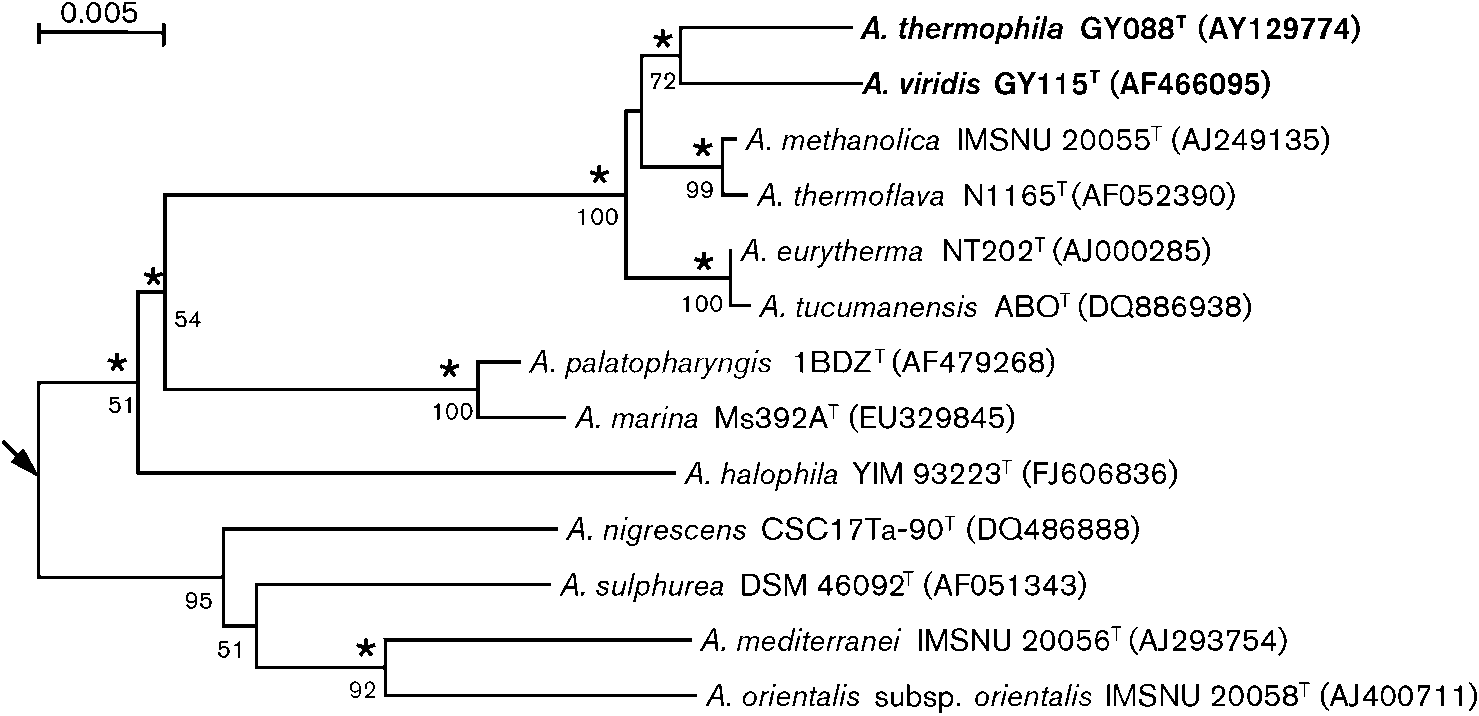 0.005
* A. thermophila GY088ᵀ (AY129774)
72
A. viridis GY115ᵀ (AF466095)
* A. methanolica IMSNU 20055ᵀ (AJ249135)
99
* A. thermoflava N1165ᵀ (AF052390)
100
* A. eurytherma NT202ᵀ (AJ000285)
100
* A. tucumanensis ABOᵀ (DQ886938)
54
* * A. palatopharyngis 1BDZᵀ (AF479268)
51
100
A. marina Ms392Aᵀ (EU329845)
A. halophila YIM 93223ᵀ (FJ606836)
A. nigrescens CSC17Ta-90ᵀ (DQ486888)
95
A. sulphurea DSM 46092ᵀ (AF051343)
51
* A. mediterranei IMSNU 20056ᵀ (AJ293754)
92
A. orientalis subsp. orientalis IMSNU 20058ᵀ (AJ400711)